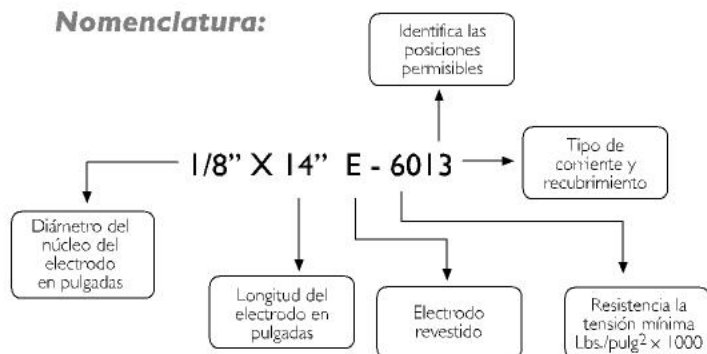 Nomenclatura:
Identifica las
posiciones
permisibles
1/8" X 14" E - 6013
Tipo de
corriente y
recubrimiento
Diámetro del
núcleo del
electrodo
en pulgadas
Longitud del
electrodo en
pulgadas
Electrodo
revestido
Resistencia la
tensión mínima
Lbs./pulg² x 1000